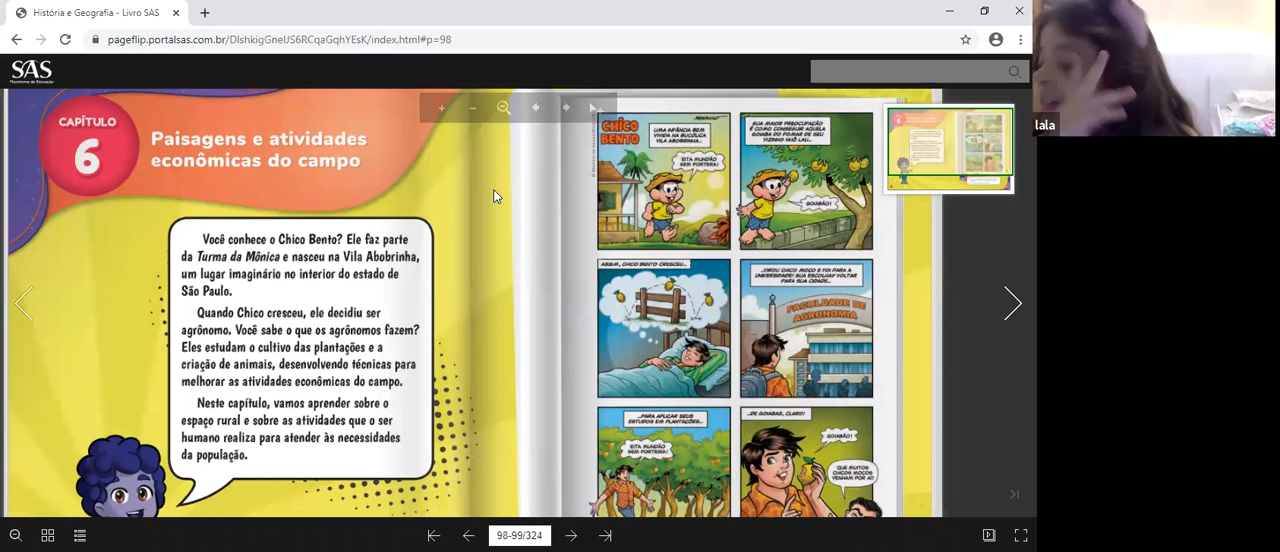 História e Geografia - Livro SAS
pageflip.portalsas.com.br/DIshkigGneIJS6RCqaGqhYEsK/index.html#p=98
SAS
Plataforma de Educação
lala
CAPÍTULO
6
Paisagens e atividades
econômicas do campo
Você conhece o Chico Bento? Ele faz parte
da Turma da Mônica e nasceu na Vila Abobrinha,
um lugar imaginário no interior do estado de
São Paulo.
Quando Chico cresceu, ele decidiu ser
agrônomo. Você sabe o que os agrônomos fazem?
Eles estudam o cultivo das plantações e a
criação de animais, desenvolvendo técnicas para
melhorar as atividades econômicas do campo.
Neste capítulo, vamos aprender sobre o
espaço rural e sobre as atividades que o ser
humano realiza para atender às necessidades
da população.
CHICO
BENTO
UMA INFÂNCIA BEM
VIVIDA NA BUCÓLICA
VILA ABOBRINHA...
EITA MUNDÃO
SEM PORTERA!
SUA MAIOR PREOCUPAÇÃO
É COMO CONSEGUIR AQUELA
GOIABA DO POMAR DE SEU
VIZINHO NHÔ LAU...
GOIABÃO!
ASSIM, CHICO BENTO CRESCEU...
...VIROU CHICO MOÇO E FOI PARA A
UNIVERSIDADE! SUA ESCOLHA? VOLTAR
PARA SUA CIDADE...
FACULDADE DE
AGRONOMIA
...PARA APLICAR SEUS
ESTUDOS EM PLANTAÇÕES...
EITA MUNDÃO
SEM PORTERA!
...DE GOIABAS, CLARO!
GOIABÃO!
QUE MUITOS
CHICOS MOÇOS
VENHAM POR AÍ!
98-99/324